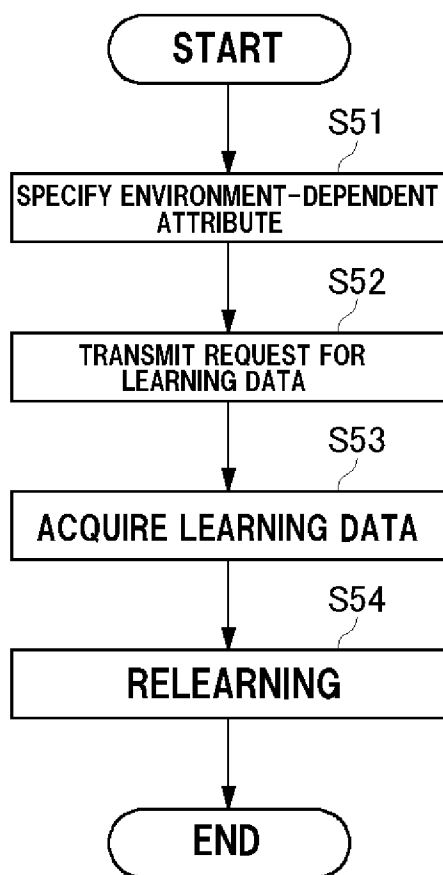 START
S51
SPECIFY ENVIRONMENT-DEPENDENT
ATTRIBUTE
S52
TRANSMIT REQUEST FOR
LEARNING DATA
S53
ACQUIRE LEARNING DATA
S54
RELEARNING
END